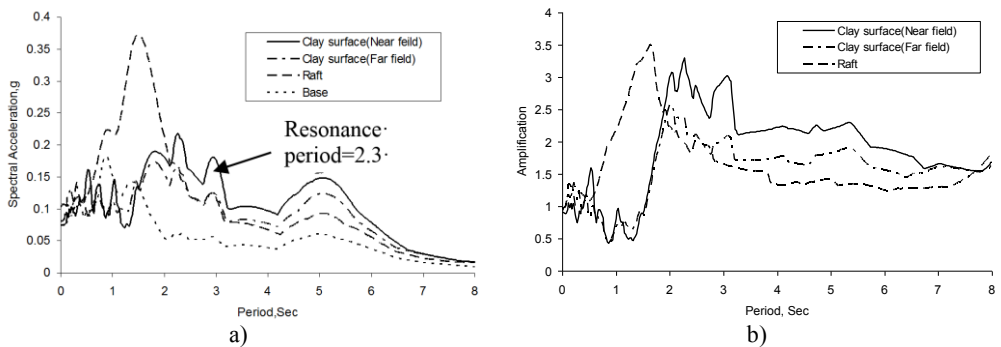 0.4
0.35
0.3
0.25
0.2
0.15
0.1
0.05
0
Spectral Acceleration,g
Clay surface(Near feild)
Clay surface(Far field)
Raft
Base
Resonance
period=2.3
0 1 2 3 4 5 6 7 8
Period,Sec
a)
4
3.5
3
2.5
2
1.5
1
0.5
0
Amplification
Clay surface(Near field)
Clay surface(Far field)
Raft
0 1 2 3 4 5 6 7 8
Period, Sec
b)